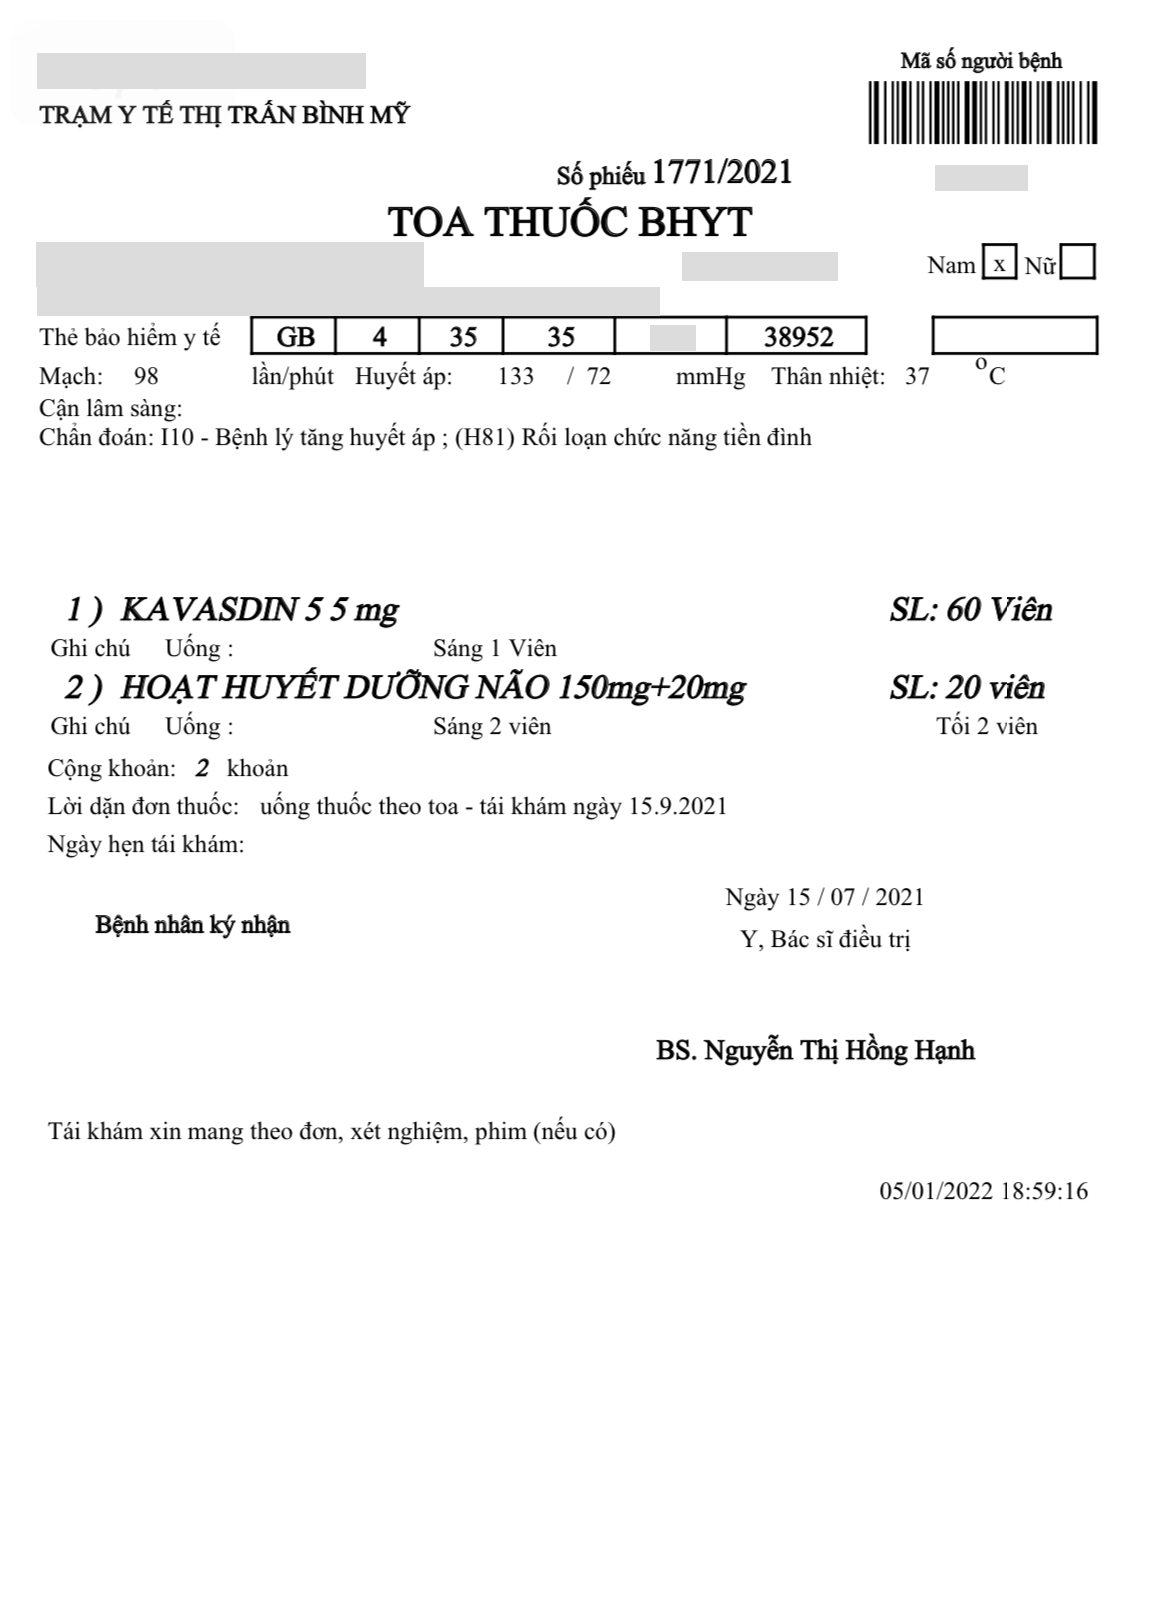 Mã số người bệnh
TRẠM Y TẾ THỊ TRẤN BÌNH MỸ
Số phiếu 1771/2021
TOA THUỐC BHYT
Nam x Nữ
Thẻ bảo hiểm y tế GB 4 35 35 38952
Mạch: 98 lần/phút Huyết áp: 133 / 72 mmHg Thân nhiệt: 37 °C
Cận lâm sàng:
Chẩn đoán: I10 - Bệnh lý tăng huyết áp ; (H81) Rối loạn chức năng tiền đình
1 ) KAVASDIN 5 5 mg SL: 60 Viên
Ghi chú Uống : Sáng 1 Viên
2 ) HOẠT HUYẾT DƯỠNG NÃO 150mg+20mg SL: 20 viên
Ghi chú Uống : Sáng 2 viên Tối 2 viên
Cộng khoản: 2 khoản
Lời dặn đơn thuốc: uống thuốc theo toa - tái khám ngày 15.9.2021
Ngày hẹn tái khám:
Ngày 15 / 07 / 2021
Bệnh nhân ký nhận
Y, Bác sĩ điều trị
BS. Nguyễn Thị Hồng Hạnh
Tái khám xin mang theo đơn, xét nghiệm, phim (nếu có)
05/01/2022 18:59:16